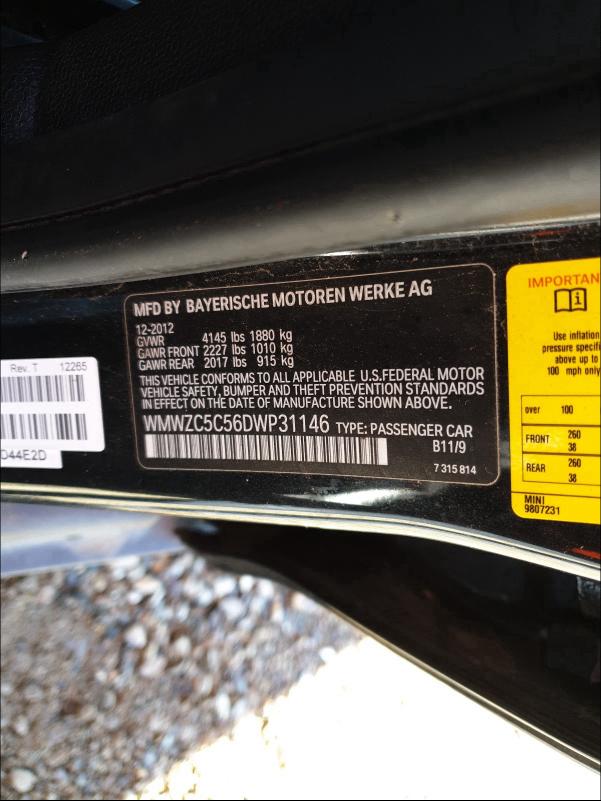 MFD BY BAYERISCHE MOTOREN WERKE AG
12-2012
GVWR 4145 lbs 1880 kg
GAWR FRONT 2227 lbs 1010 kg
GAWR REAR 2017 lbs 915 kg
THIS VEHICLE CONFORMS TO ALL APPLICABLE U.S.FEDERAL MOTOR
VEHICLE SAFETY, BUMPER AND THEFT PREVENTION STANDARDS
IN EFFECT ON THE DATE OF MANUFACTURE SHOWN ABOVE.
WMWZC5C56DWP31146 TYPE: PASSENGER CAR
B11/9
7 315 814
Rev. T 12265
D44E2D
IMPORTAN
i
Use inflation
pressure specifi
above up to
100 mph only
over 100
FRONT 260
38
REAR 260
38
MINI
9807231